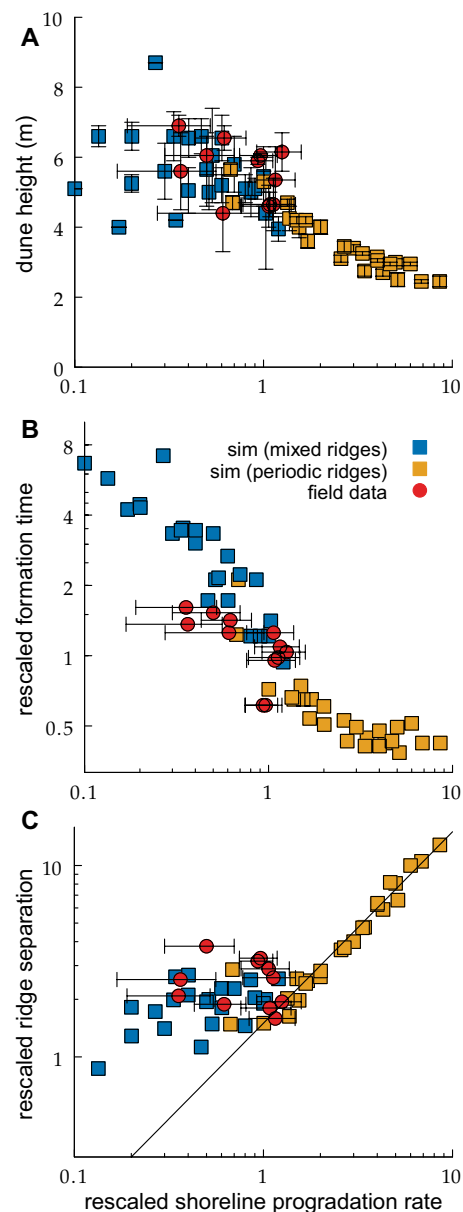 A
10
8
6
4
2
0
dune height (m)
0.1 1 10
B
sim (mixed ridges)
sim (periodic ridges)
field data
8
4
2
1
0.5
rescaled formation time
0.1 1 10
C
10
1
rescaled ridge separation
0.1 1 10
rescaled shoreline progradation rate